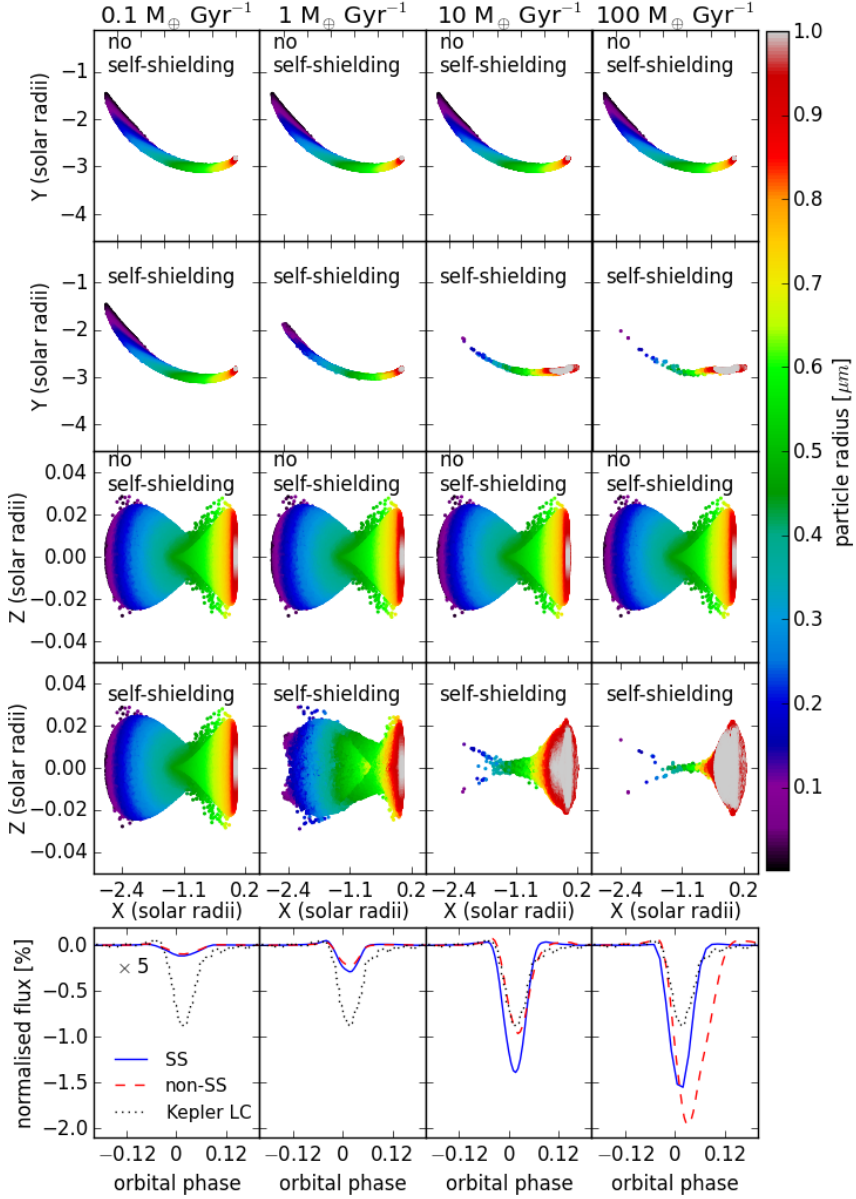 0.1 M⊕ Gyr⁻¹ 1 M⊕ Gyr⁻¹ 10 M⊕ Gyr⁻¹ 100 M⊕ Gyr⁻¹
no no no no
self-shielding self-shielding self-shielding self-shielding
−1
−2
−3
−4
Y (solar radii)
self-shielding self-shielding self-shielding self-shielding
−1
−2
−3
−4
Y (solar radii)
no no no no
self-shielding self-shielding self-shielding self-shielding
0.04
0.02
0.00
−0.02
−0.04
Z (solar radii)
self-shielding self-shielding self-shielding self-shielding
0.04
0.02
0.00
−0.02
−0.04
Z (solar radii)
−2.4 −1.1 0.2 −2.4 −1.1 0.2 −2.4 −1.1 0.2 −2.4 −1.1 0.2
X (solar radii) X (solar radii) X (solar radii) X (solar radii)
1.0
0.9
0.8
0.7
0.6
0.5
0.4
0.3
0.2
0.1
particle radius [μm]
0.0
−0.5
−1.0
−1.5
−2.0
normalised flux [%]
× 5
SS
non-SS
Kepler LC
−0.12 0 0.12 −0.12 0 0.12 −0.12 0 0.12 −0.12 0 0.12
orbital phase orbital phase orbital phase orbital phase